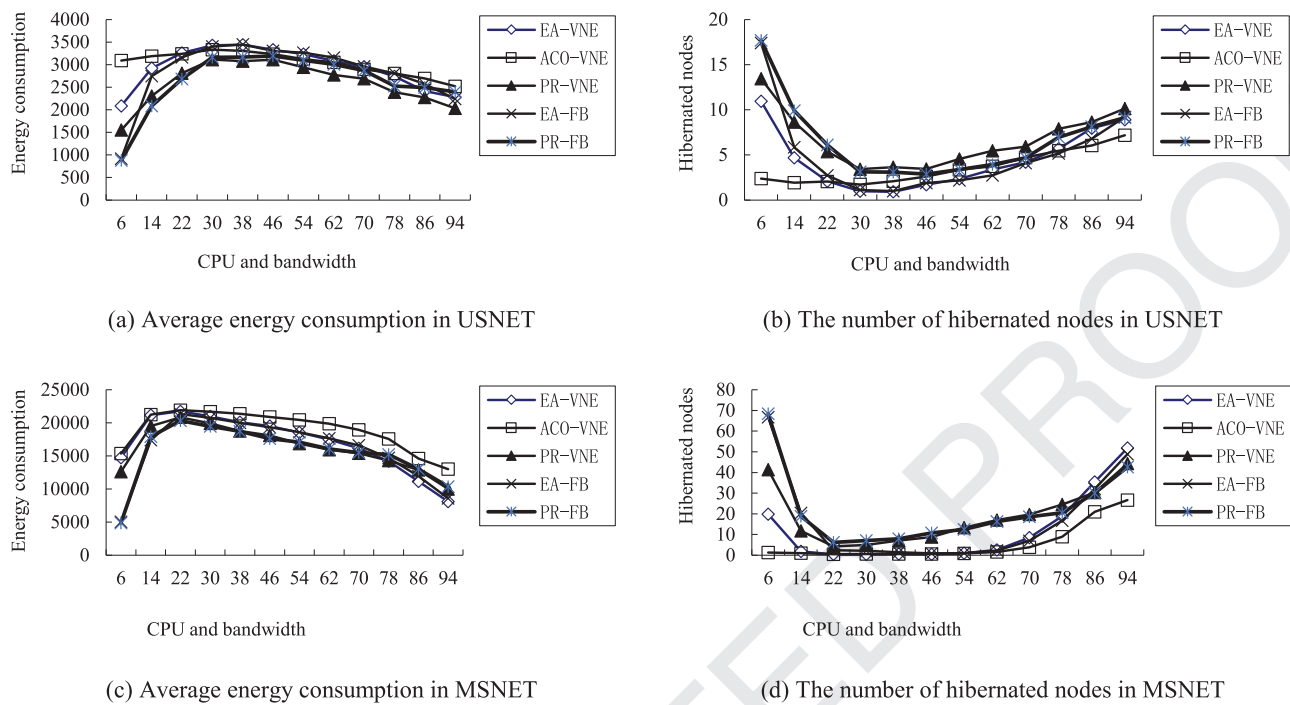 Energy consumption
4000
3500
3000
2500
2000
1500
1000
500
0
6 14 22 30 38 46 54 62 70 78 86 94
CPU and bandwidth
EA-VNE
ACO-VNE
PR-VNE
EA-FB
PR-FB
(a) Average energy consumption in USNET
Hibernated nodes
20
15
10
5
0
6 14 22 30 38 46 54 62 70 78 86 94
CPU and bandwidth
EA-VNE
ACO-VNE
PR-VNE
EA-FB
PR-FB
(b) The number of hibernated nodes in USNET
Energy consumption
25000
20000
15000
10000
5000
0
6 14 22 30 38 46 54 62 70 78 86 94
CPU and bandwidth
EA-VNE
ACO-VNE
PR-VNE
EA-FB
PR-FB
(c) Average energy consumption in MSNET
Hibernated nodes
80
70
60
50
40
30
20
10
0
6 14 22 30 38 46 54 62 70 78 86 94
CPU and bandwidth
EA-VNE
ACO-VNE
PR-VNE
EA-FB
PR-FB
(d) The number of hibernated nodes in MSNET